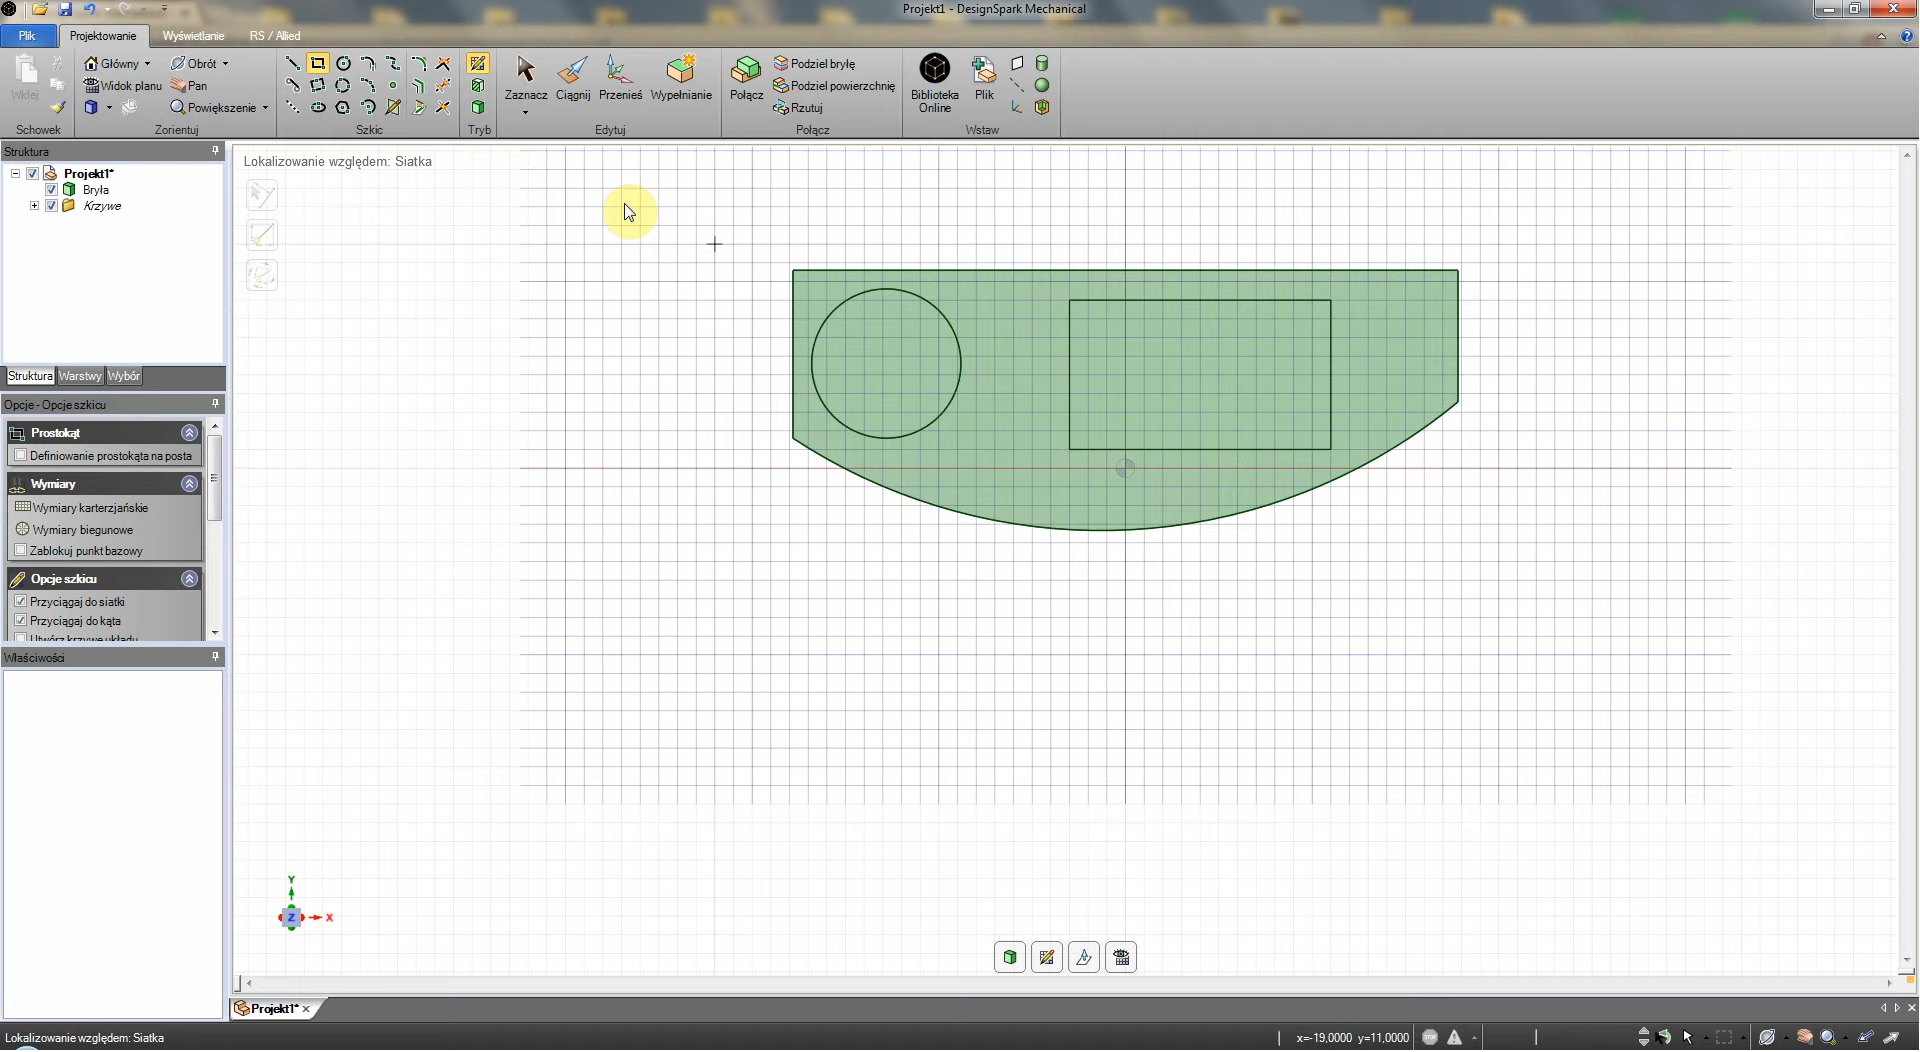 Projekt1 - DesignSpark Mechanical
Plik
Projektowanie
Wyświetlanie
RS / Allied
Wklej
Schowek
Główny
Obrót
Widok planu
Pan
Powiększenie
Zorientuj
Szkic
Tryb
Zaznacz
Ciągnij
Przenieś
Wypełnianie
Edytuj
Połącz
Podziel bryłę
Podziel powierzchnię
Rzutuj
Połącz
Biblioteka
Online
Plik
Wstaw
Struktura
Projekt1*
Bryła
Krzywe
Struktura
Warstwy
Wybór
Opcje - Opcje szkicu
Prostokąt
Definiowanie prostokąta na posta
Wymiary
Wymiary karterzjańskie
Wymiary biegunowe
Zablokuj punkt bazowy
Opcje szkicu
Przyciągaj do siatki
Przyciągaj do kąta
Utwórz krzywe układu
Właściwości
Lokalizowanie względem: Siatka
Y
Z
X
Projekt1*
Lokalizowanie względem: Siatka
x=-19,0000 y=11,0000